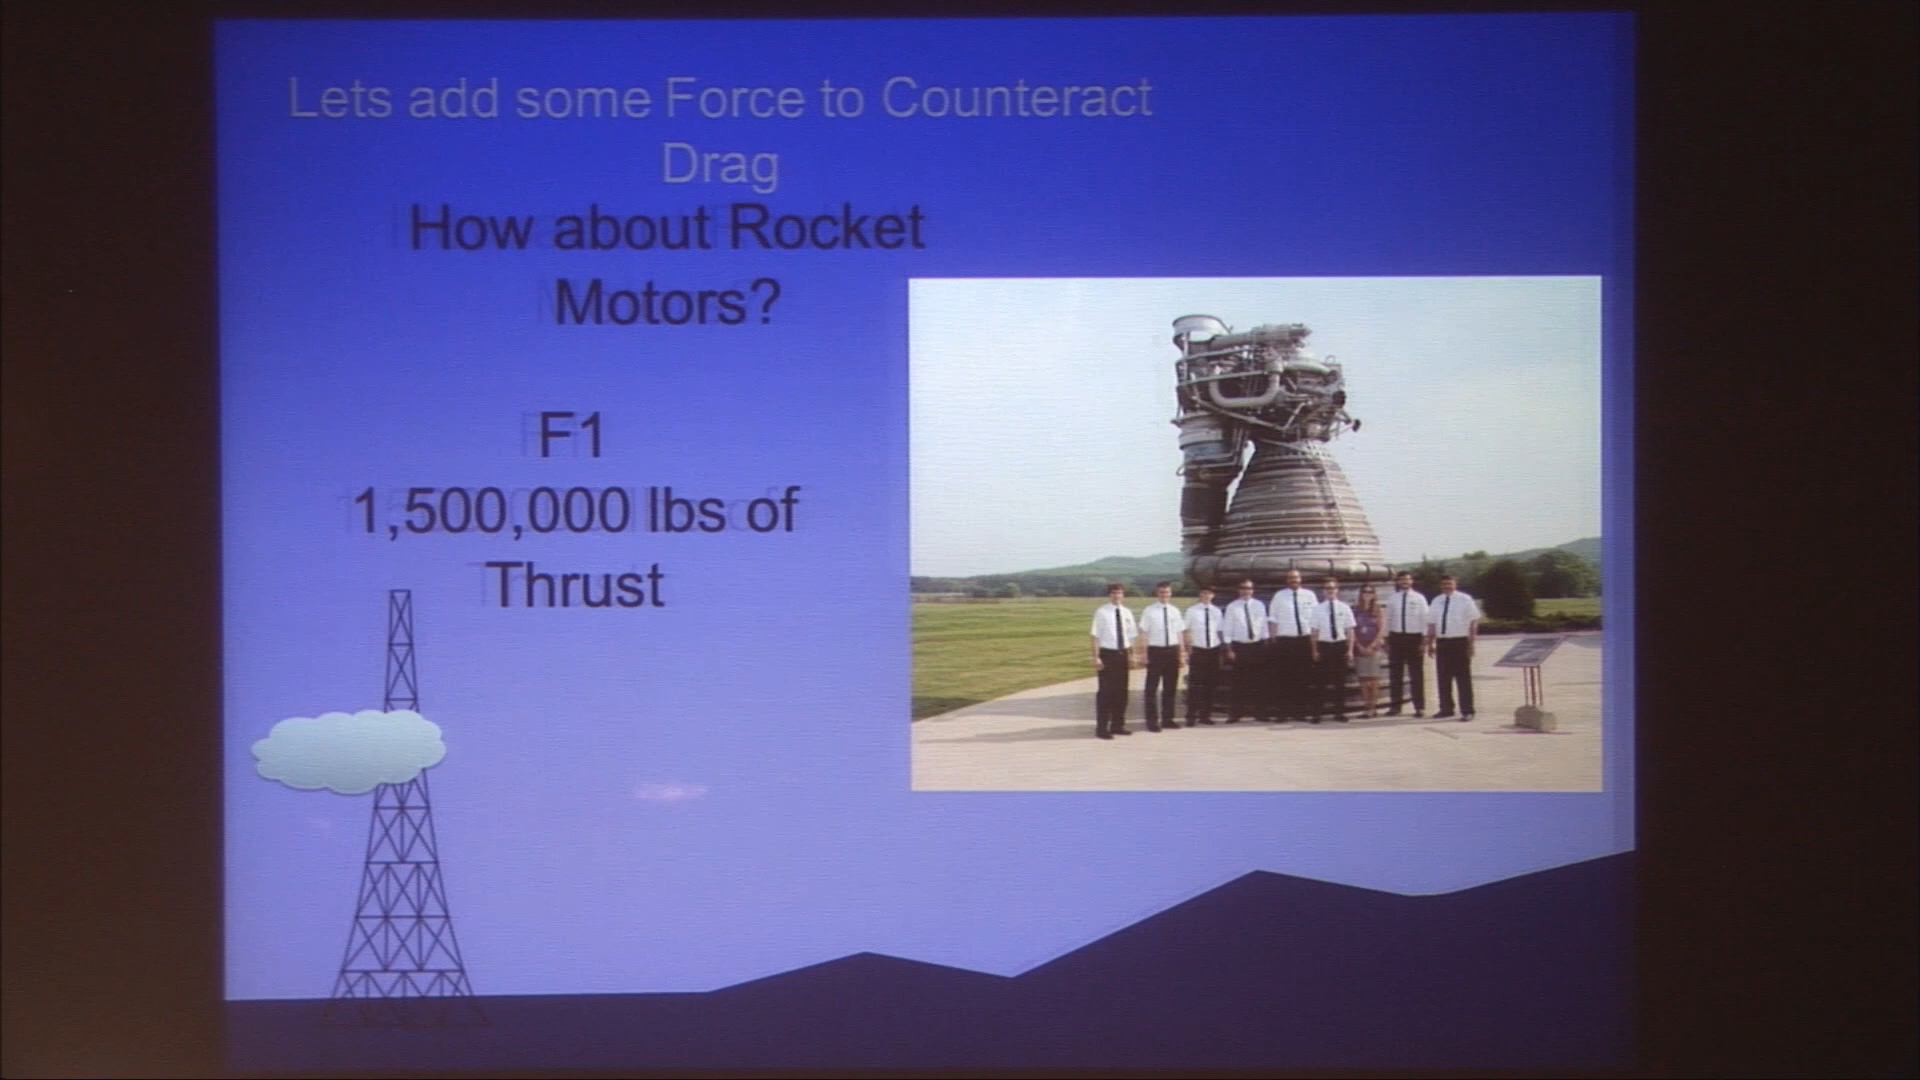 Lets add some Force to Counteract
Drag
How about Rocket
Motors?
F1
1,500,000 lbs of
Thrust